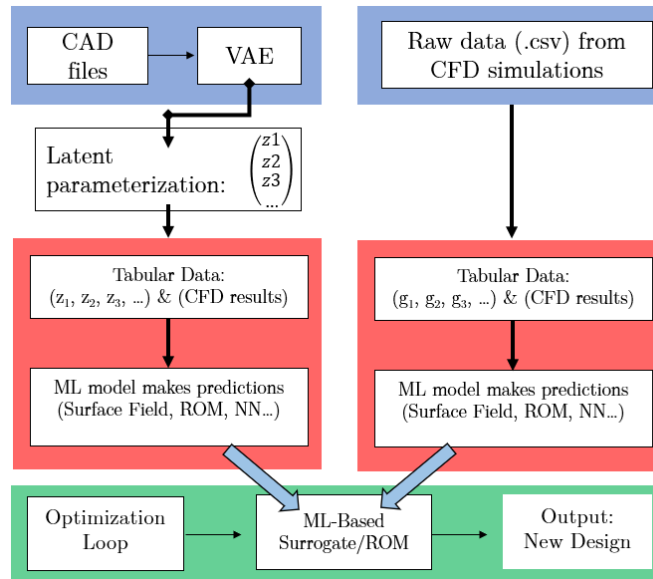 CAD
files
VAE
Raw data (.csv) from
CFD simulations
Latent
parameterization:
z1
z2
z3
...
Tabular Data:
(z₁, z₂, z₃, ...) & (CFD results)
ML model makes predictions
(Surface Field, ROM, NN...)
Tabular Data:
(g₁, g₂, g₃, ...) & (CFD results)
ML model makes predictions
(Surface Field, ROM, NN...)
Optimization
Loop
ML-Based
Surrogate/ROM
Output:
New Design